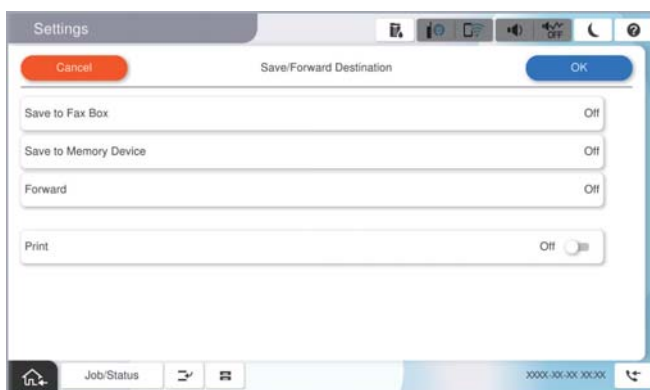 Settings
OFF
Cancel
Save/Forward Destination
OK
Save to Fax Box
Off
Save to Memory Device
Off
Forward
Off
Print
Off
Job/Status
XXXX-XX-XX XX:XX